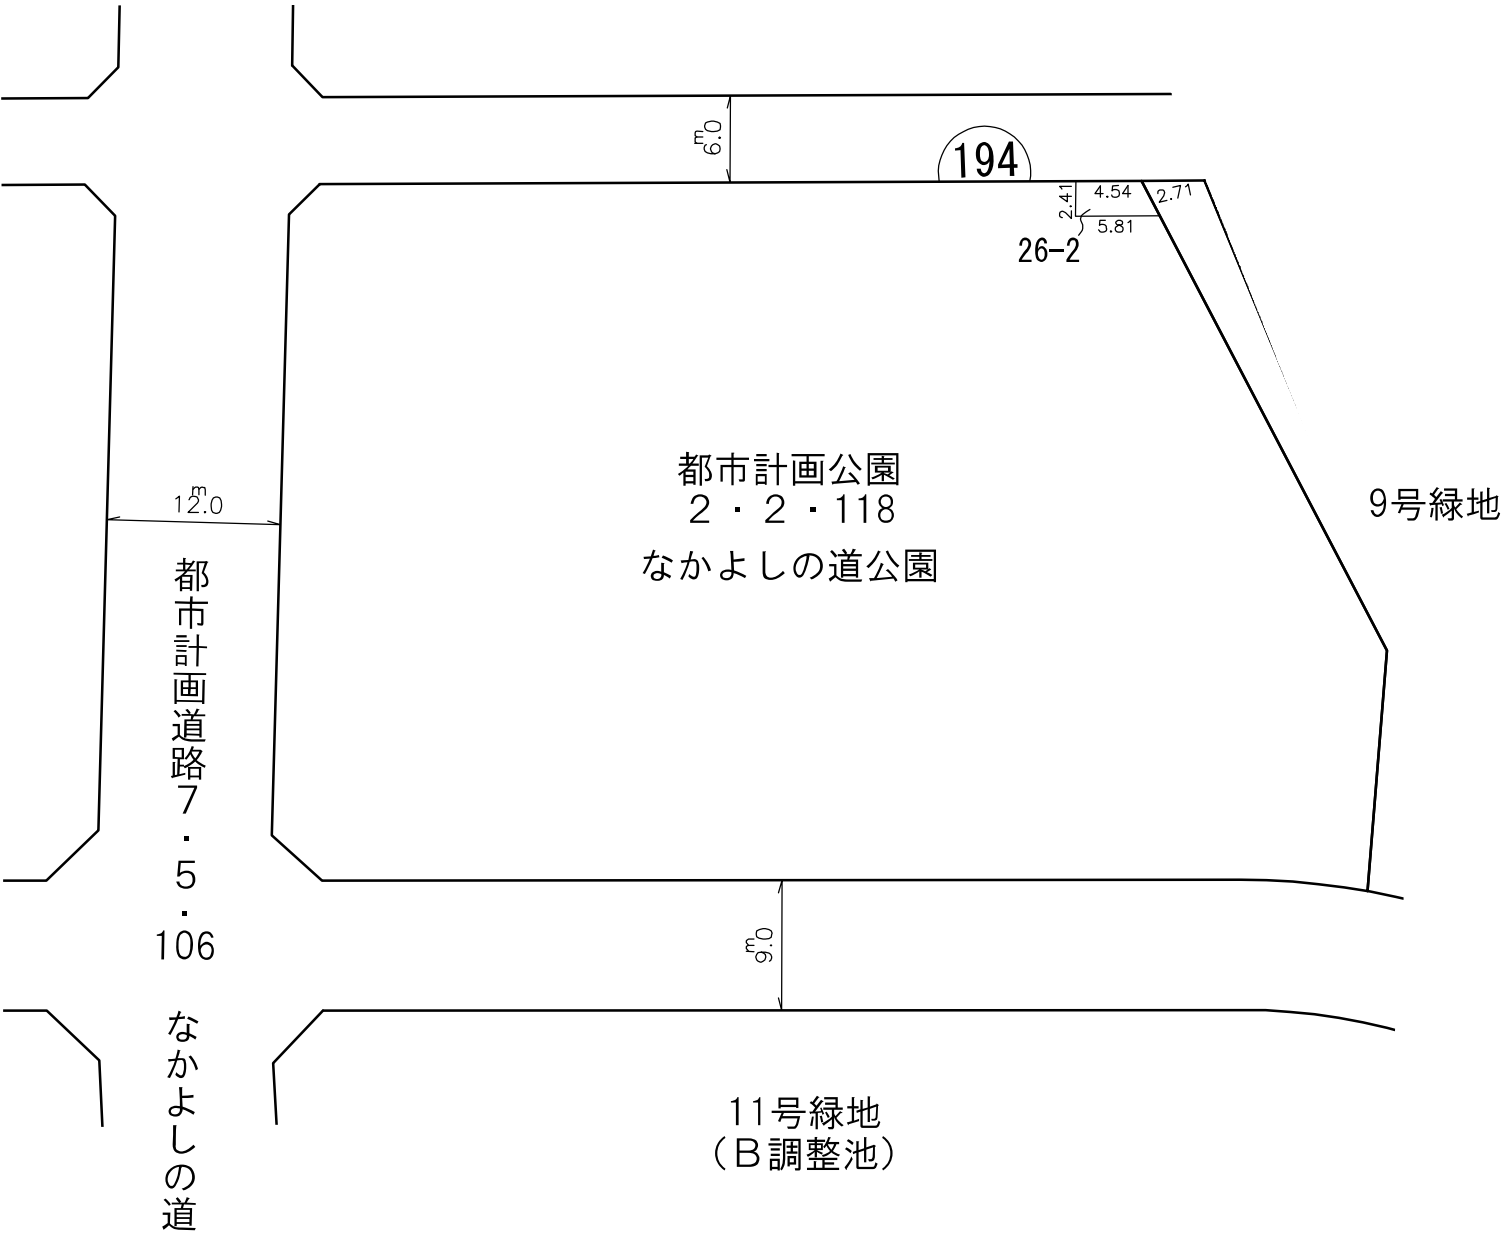 6.0m
194
2.41
4.54
2.71
5.81
26-2
都市計画公園
2・2・118
なかよしの道公園
9号緑地
12.0m
都市計画道路7・5・106 なかよしの道
9.0m
11号緑地
(B調整池)